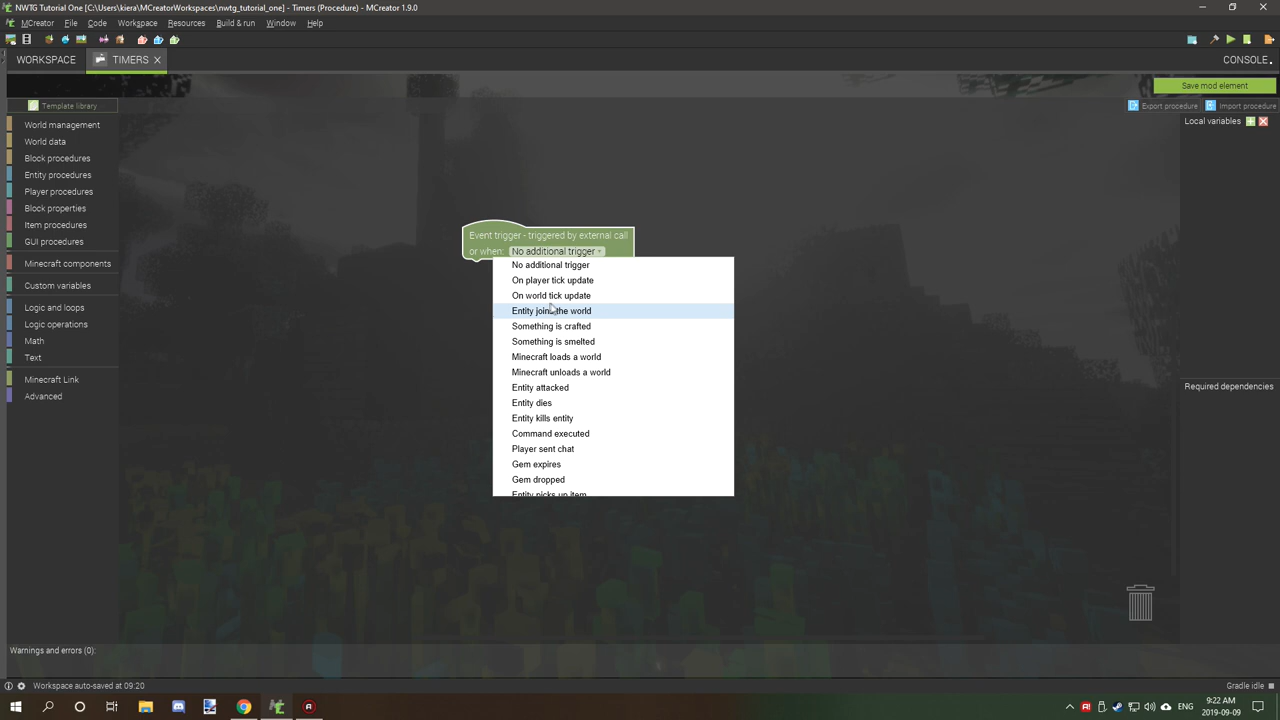 NWTG Tutorial One [C:\Users\kiera\MCreatorWorkspaces\nwtg_tutorial_one] - Timers (Procedure) - MCreator 1.9.0
MCreator File Code Workspace Resources Build & run Window Help
WORKSPACE TIMERS CONSOLE
Save mod element
Template library Export procedure Import procedure
World management
World data
Block procedures
Entity procedures
Player procedures
Block properties
Item procedures
GUI procedures
Minecraft components
Custom variables
Logic and loops
Logic operations
Math
Text
Minecraft Link
Advanced
Event trigger - triggered by external call
or when: No additional trigger
No additional trigger
On player tick update
On world tick update
Entity joins the world
Something is crafted
Something is smelted
Minecraft loads a world
Minecraft unloads a world
Entity attacked
Entity dies
Entity kills entity
Command executed
Player sent chat
Gem expires
Gem dropped
Entity picks up item
Local variables
Required dependencies
Warnings and errors (0):
Workspace auto-saved at 09:20 Gradle idle
ENG 9:22 AM
2019-09-09